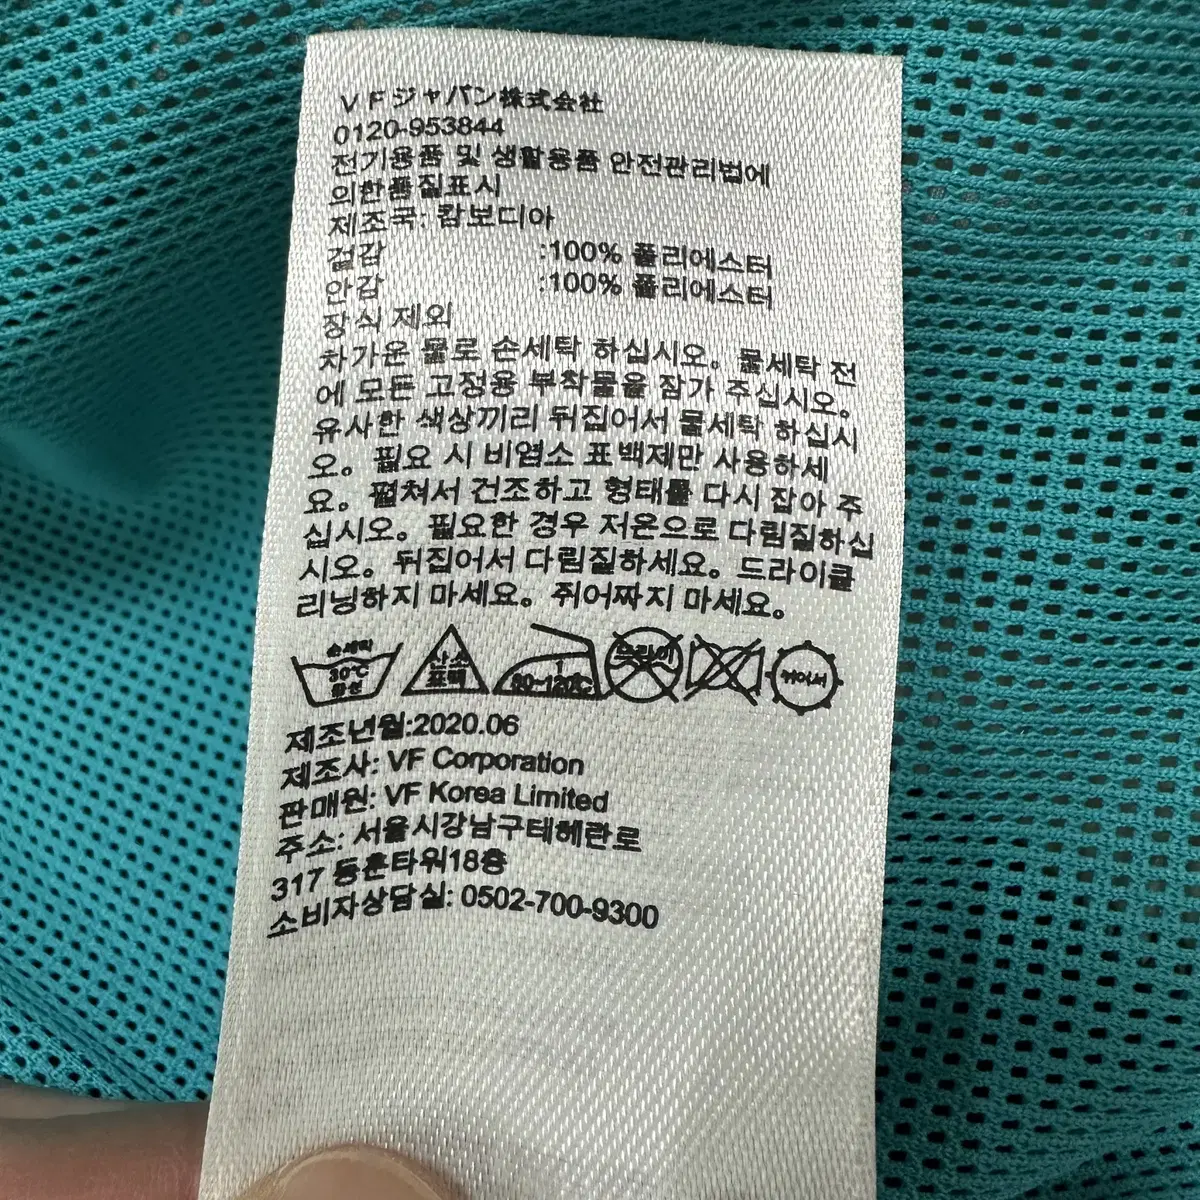 VFジャパン株式会社
0120-953844
전기용품 및 생활용품 안전관리법에
의한품질표시
제조국: 캄보디아
겉감 :100% 폴리에스터
안감 :100% 폴리에스터
장식 제외
차가운 물로 손세탁 하십시오。물세탁 전
에 모든 고정용 부착물을 잠가 주십시오。
유사한 색상끼리 뒤집어서 물세탁 하십시
오。필요 시 비염소 표백제만 사용하세
요。펼쳐서 건조하고 형태를 다시 잡아 주
십시오。필요한 경우 저온으로 다림질하십
시오。뒤집어서 다림질하세요。드라이클
리닝하지 마세요。쥐어짜지 마세요。
손세탁 30°C 중성 산소 표백 1 80~120°C 드라이 뉘어서
제조년월:2020.06
제조사: VF Corporation
판매원: VF Korea Limited
주소: 서울시강남구테헤란로
317 동훈타워18층
소비자상담실: 0502-700-9300